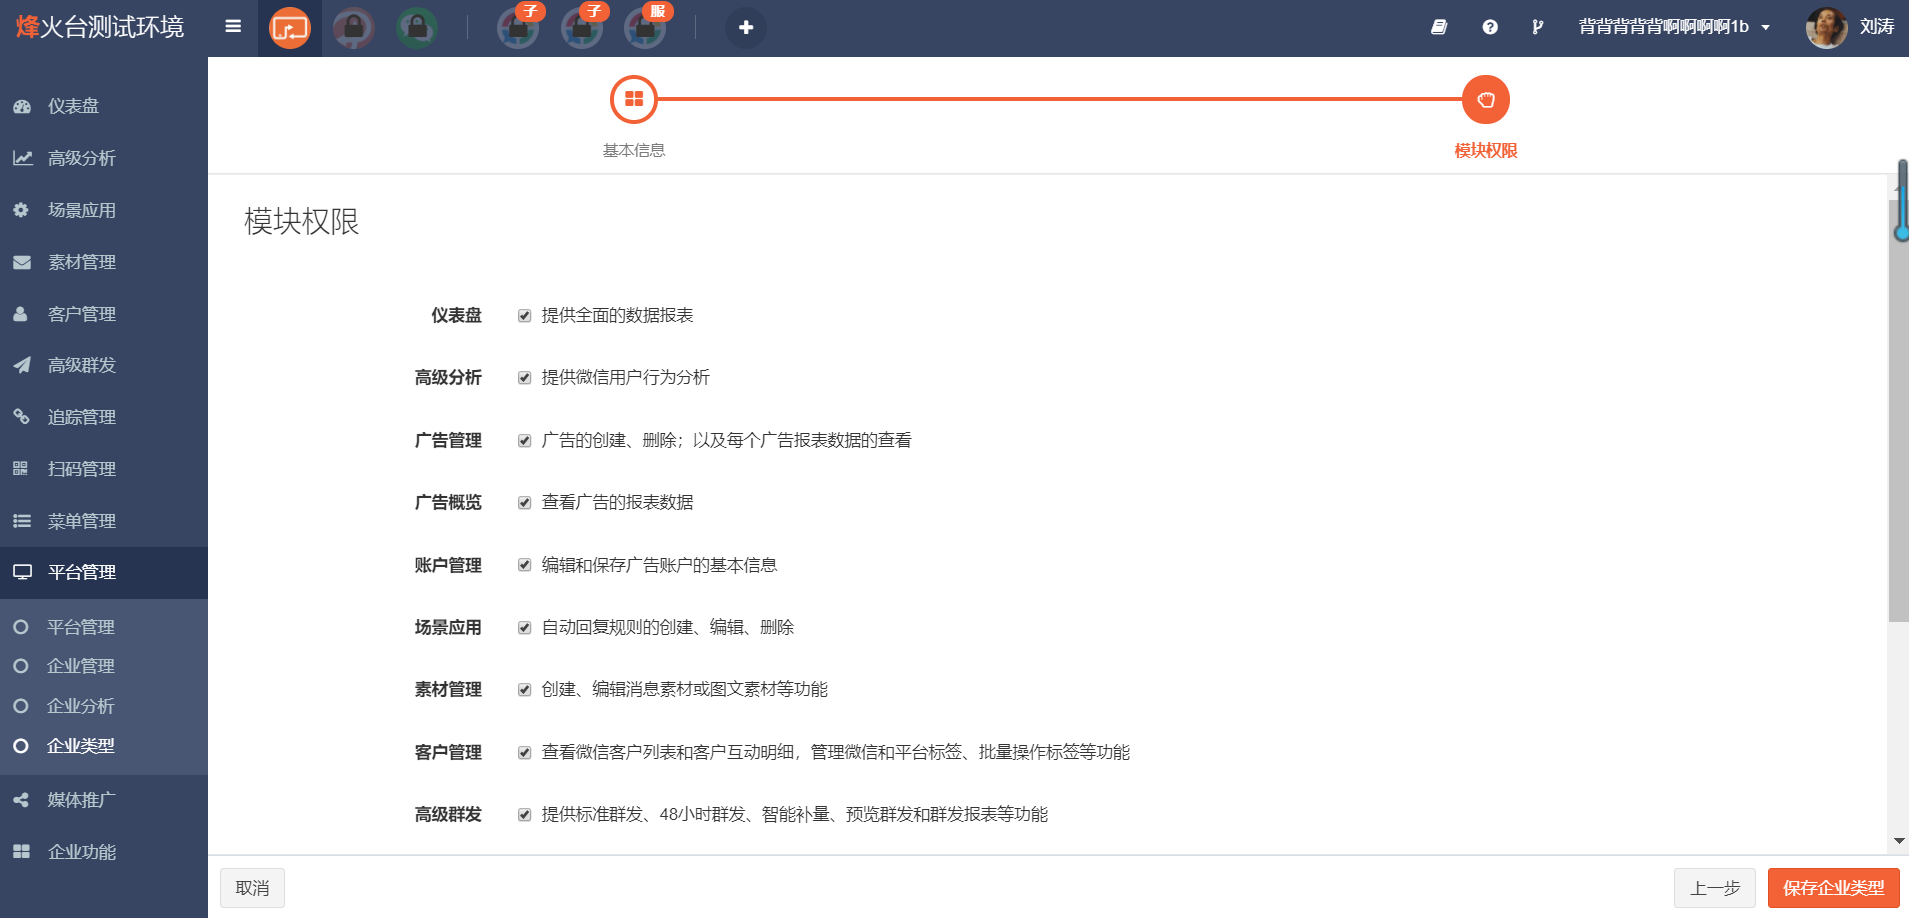 烽火台测试环境
子
子
服
背背背背背啊啊啊啊1b
刘涛
仪表盘
高级分析
场景应用
素材管理
客户管理
高级群发
追踪管理
扫码管理
菜单管理
平台管理
平台管理
企业管理
企业分析
企业类型
媒体推广
企业功能
基本信息
模块权限
模块权限
仪表盘 提供全面的数据报表
高级分析 提供微信用户行为分析
广告管理 广告的创建、删除；以及每个广告报表数据的查看
广告概览 查看广告的报表数据
账户管理 编辑和保存广告账户的基本信息
场景应用 自动回复规则的创建、编辑、删除
素材管理 创建、编辑消息素材或图文素材等功能
客户管理 查看微信客户列表和客户互动明细，管理微信和平台标签、批量操作标签等功能
高级群发 提供标准群发、48小时群发、智能补量、预览群发和群发报表等功能
取消
上一步
保存企业类型